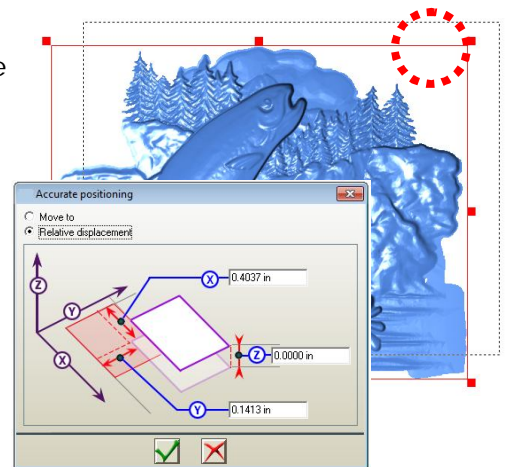 e
Accurate positioning
Move to
Relative displacement
Z
Y
X
X
0.4037 in
Z
0.0000 in
Y
0.1413 in